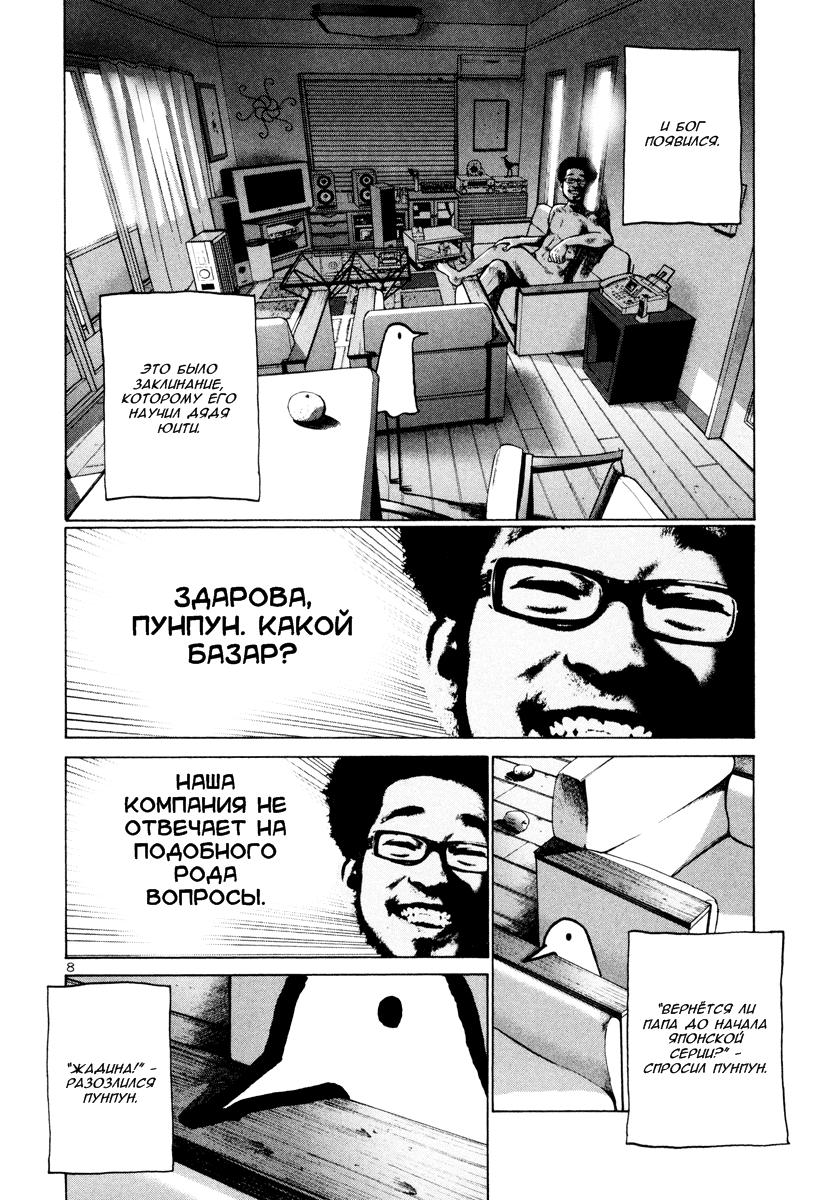 И БОГ
ПОЯВИЛСЯ.
ЭТО БЫЛО
ЗАКЛИНАНИЕ,
КОТОРОМУ ЕГО
НАУЧИЛ ДЯДЯ
ЮИТИ.
ЗДАРОВА,
ПУНПУН. КАКОЙ
БАЗАР?
"ВЕРНЁТСЯ ЛИ
ПАПА ДО НАЧАЛА
ЯПОНСКОЙ
СЕРИИ?" -
СПРОСИЛ ПУНПУН.
НАША
КОМПАНИЯ НЕ
ОТВЕЧАЕТ НА
ПОДОБНОГО
РОДА
ВОПРОСЫ.
8
"ЖАДИНА!" -
РАЗОЗЛИЛСЯ
ПУНПУН.